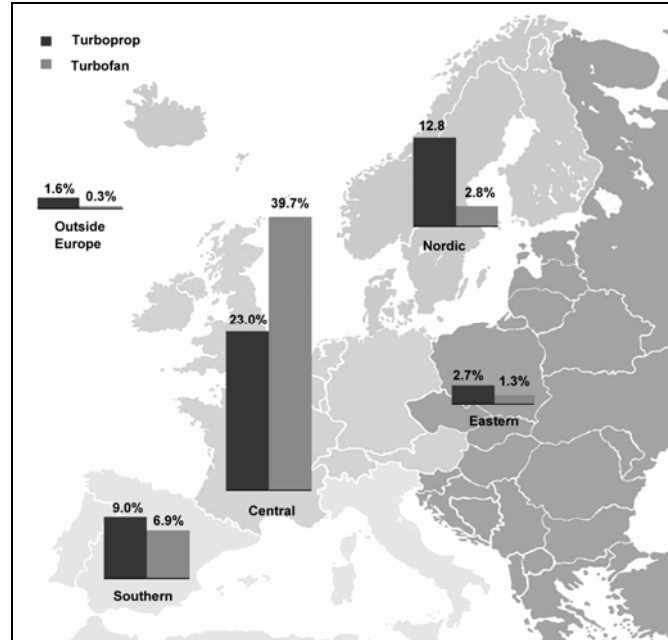 Turboprop
Turbofan
12.8
2.8%
Nordic
1.6%
0.3%
Outside
Europe
39.7%
23.0%
Central
2.7%
1.3%
Eastern
9.0%
6.9%
Southern